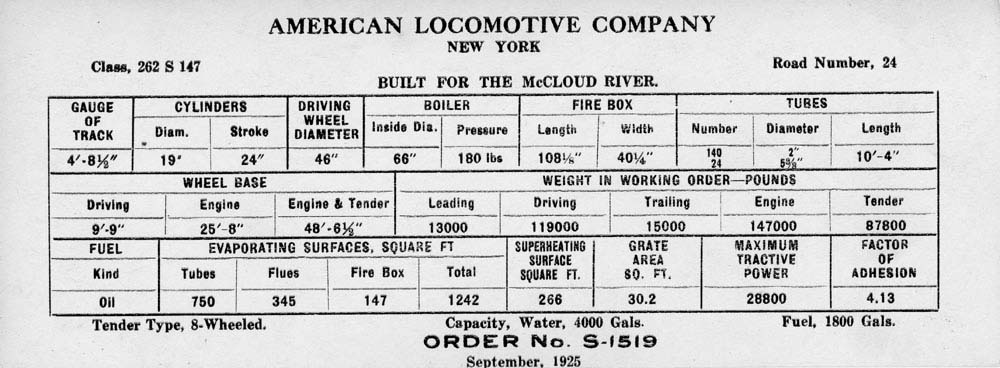 AMERICAN LOCOMOTIVE COMPANY
NEW YORK
Class, 262 S 147
Road Number, 24
BUILT FOR THE McCLOUD RIVER.
GAUGE OF TRACK CYLINDERS DRIVING WHEEL DIAMETER BOILER FIRE BOX TUBES
Diam. Stroke Inside Dia. Pressure Length Width Number Diameter Length
4'-8½" 19" 24" 46" 66" 180 lbs 108⅛" 40¼" 140 24 2" 5⅜" 10'-4"
WHEEL BASE WEIGHT IN WORKING ORDER—POUNDS
Driving Engine Engine & Tender Leading Driving Trailing Engine Tender
9'-9" 25'-8" 48'-6½" 13000 119000 15000 147000 87800
FUEL EVAPORATING SURFACES, SQUARE FT SUPERHEATING SURFACE SQUARE FT. GRATE AREA SQ. FT. MAXIMUM TRACTIVE POWER FACTOR OF ADHESION
Kind Tubes Flues Fire Box Total
Oil 750 345 147 1242 266 30.2 28800 4.13
Tender Type, 8-Wheeled. Capacity, Water, 4000 Gals. Fuel, 1800 Gals.
ORDER No. S-1519
September, 1925